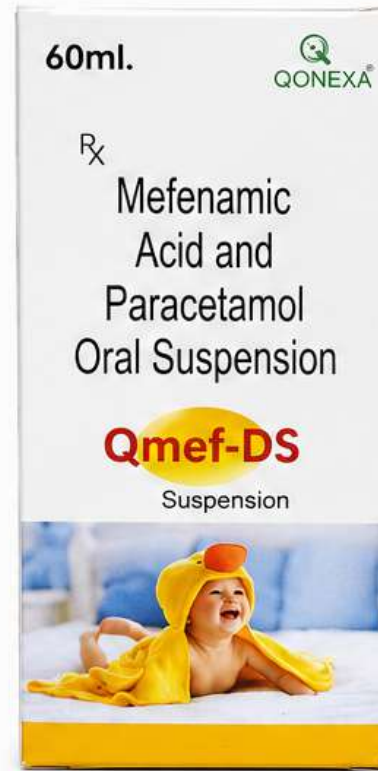 60ml.
QONEXA®
Rx
Mefenamic
Acid and
Paracetamol
Oral Suspension
Qmef-DS
Suspension